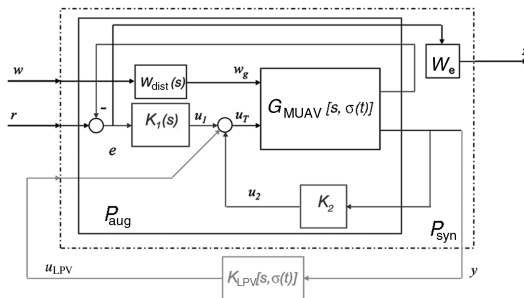 W_e
w
W_dist(s)
w_g
-
G_MUAV[s, σ(t)]
r
K_1(s)
u_1
u_T
e
u_2
K_2
P_aug
P_syn
u_LPV
K_LPV[s,σ(t)]
y